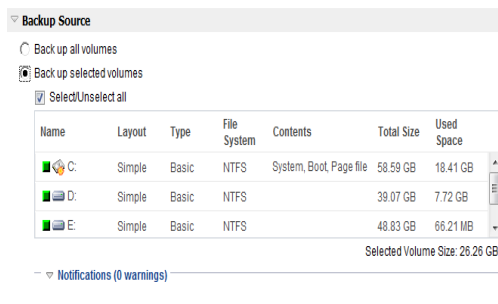 Backup Source
Back up all volumes
Back up selected volumes
Select/Unselect all
Name Layout Type File System Contents Total Size Used Space
C: Simple Basic NTFS System, Boot, Page file 58.59 GB 18.41 GB
D: Simple Basic NTFS 39.07 GB 7.72 GB
E: Simple Basic NTFS 48.83 GB 66.21 MB
Selected Volume Size: 26.26 GB
Notifications (0 warnings)